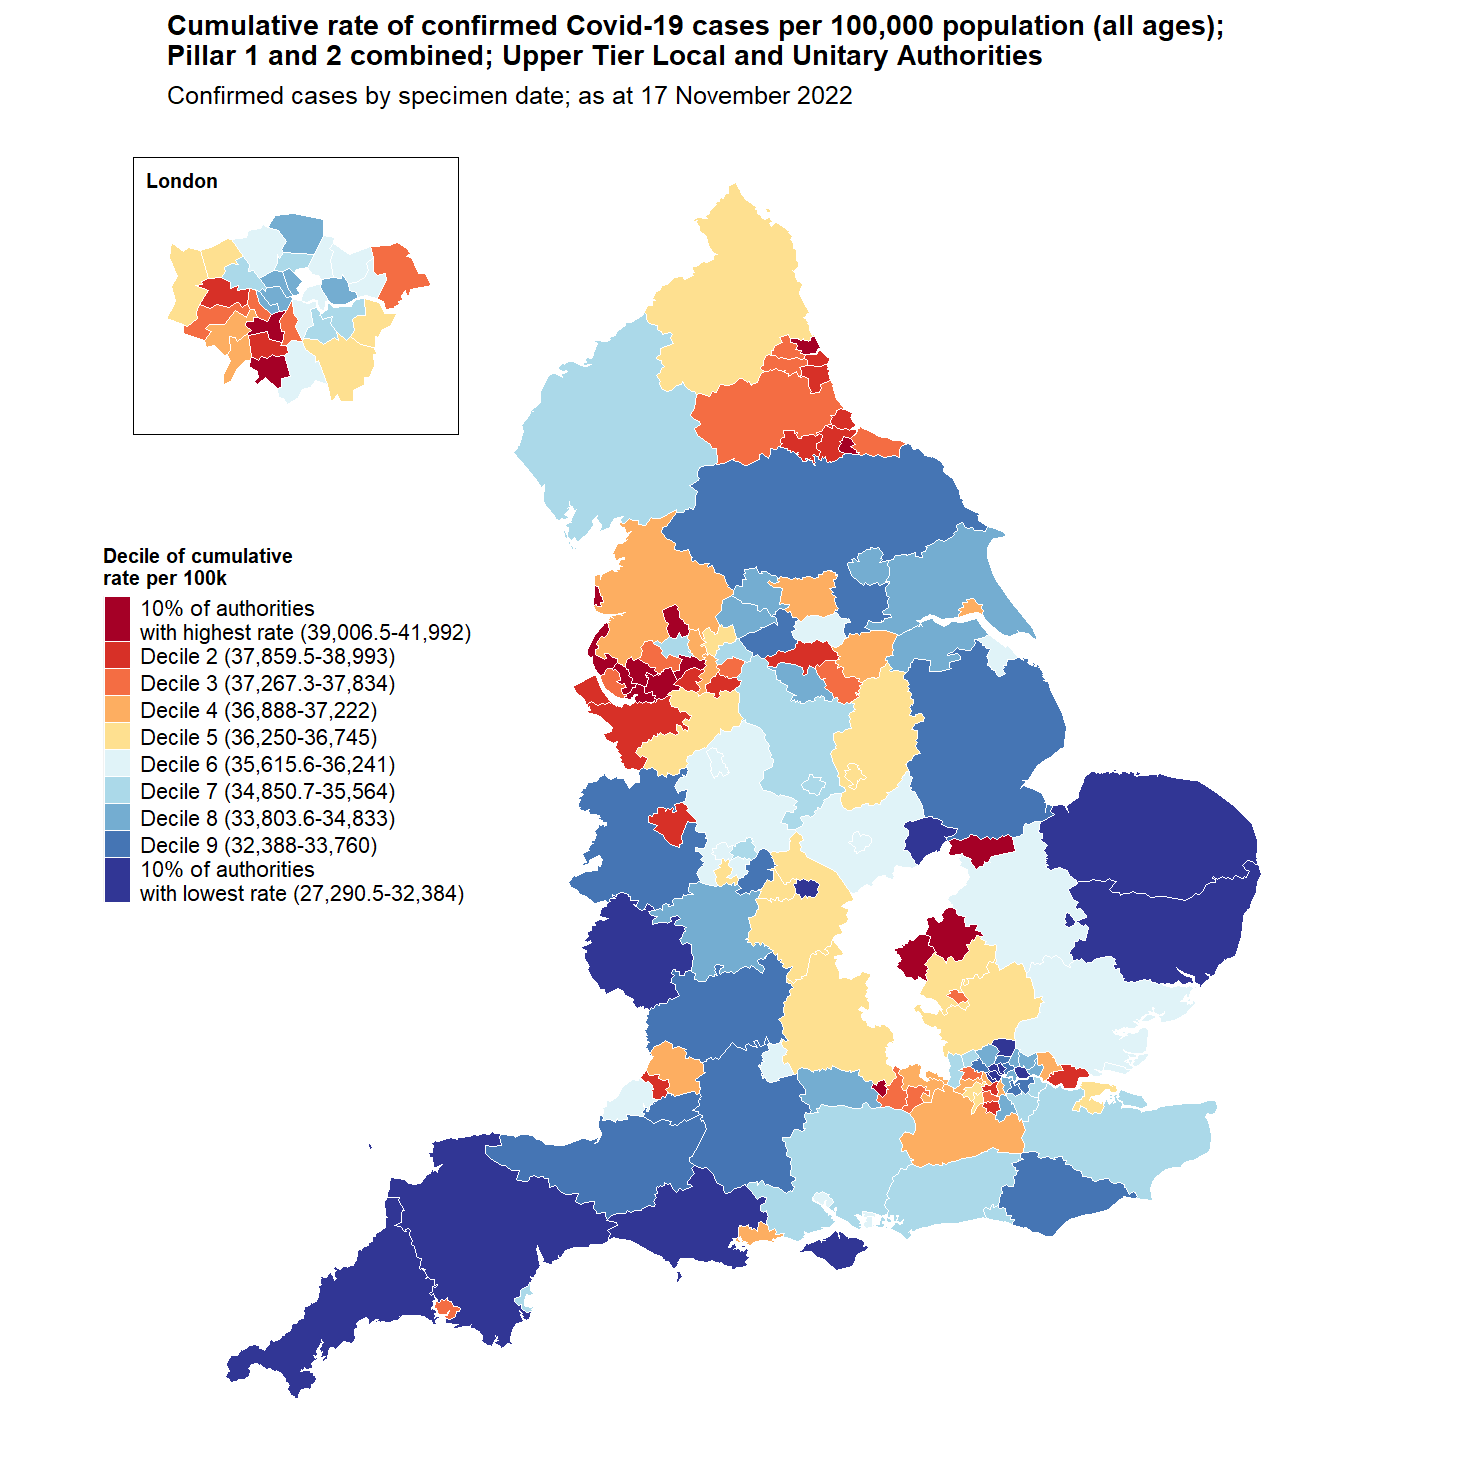 Cumulative rate of confirmed Covid-19 cases per 100,000 population (all ages);
Pillar 1 and 2 combined; Upper Tier Local and Unitary Authorities
Confirmed cases by specimen date; as at 17 November 2022
London
Decile of cumulative
rate per 100k
10% of authorities
with highest rate (39,006.5-41,992)
Decile 2 (37,859.5-38,993)
Decile 3 (37,267.3-37,834)
Decile 4 (36,888-37,222)
Decile 5 (36,250-36,745)
Decile 6 (35,615.6-36,241)
Decile 7 (34,850.7-35,564)
Decile 8 (33,803.6-34,833)
Decile 9 (32,388-33,760)
10% of authorities
with lowest rate (27,290.5-32,384)